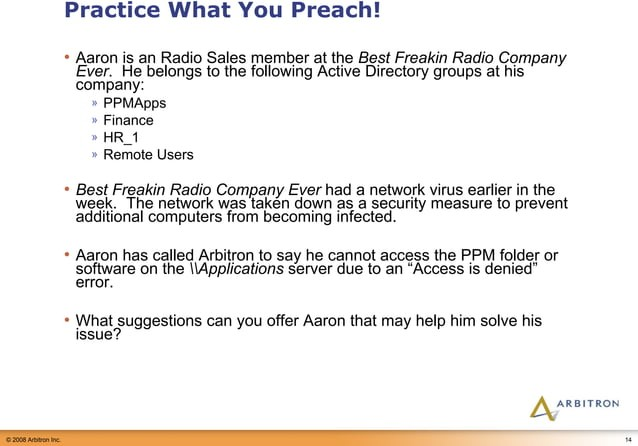 Practice What You Preach!
• Aaron is an Radio Sales member at the Best Freakin Radio Company
Ever. He belongs to the following Active Directory groups at his
company:
» PPMApps
» Finance
» HR_1
» Remote Users
• Best Freakin Radio Company Ever had a network virus earlier in the
week. The network was taken down as a security measure to prevent
additional computers from becoming infected.
• Aaron has called Arbitron to say he cannot access the PPM folder or
software on the \\Applications server due to an “Access is denied”
error.
• What suggestions can you offer Aaron that may help him solve his
issue?
ARBITRON
© 2008 Arbitron Inc.
14